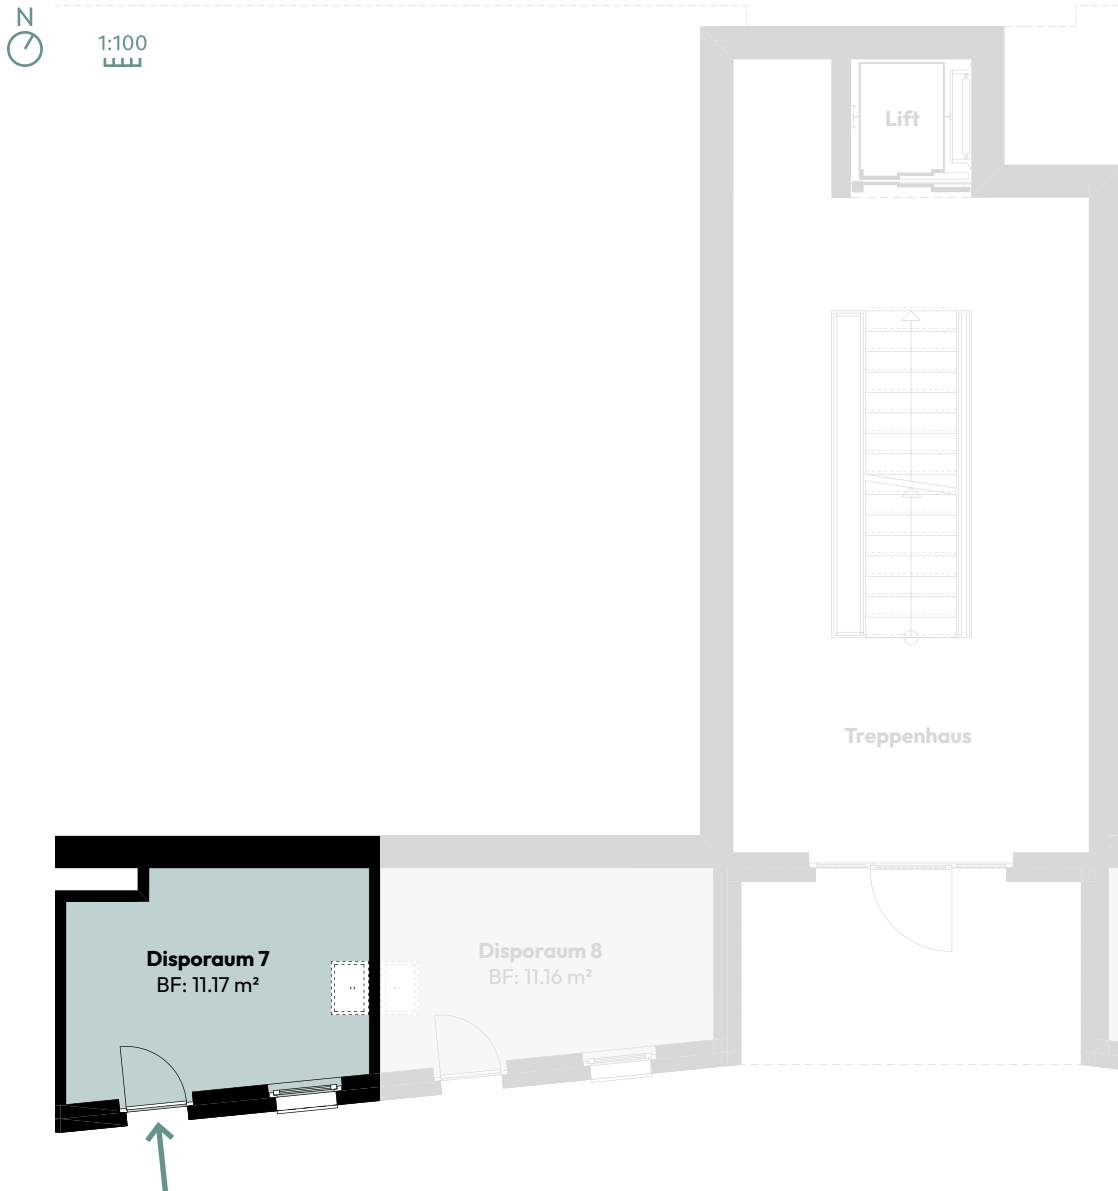 N
1:100
Lift
Treppenhaus
Disporaum 7
BF: 11.17 m²
Disporaum 8
BF: 11.16 m²